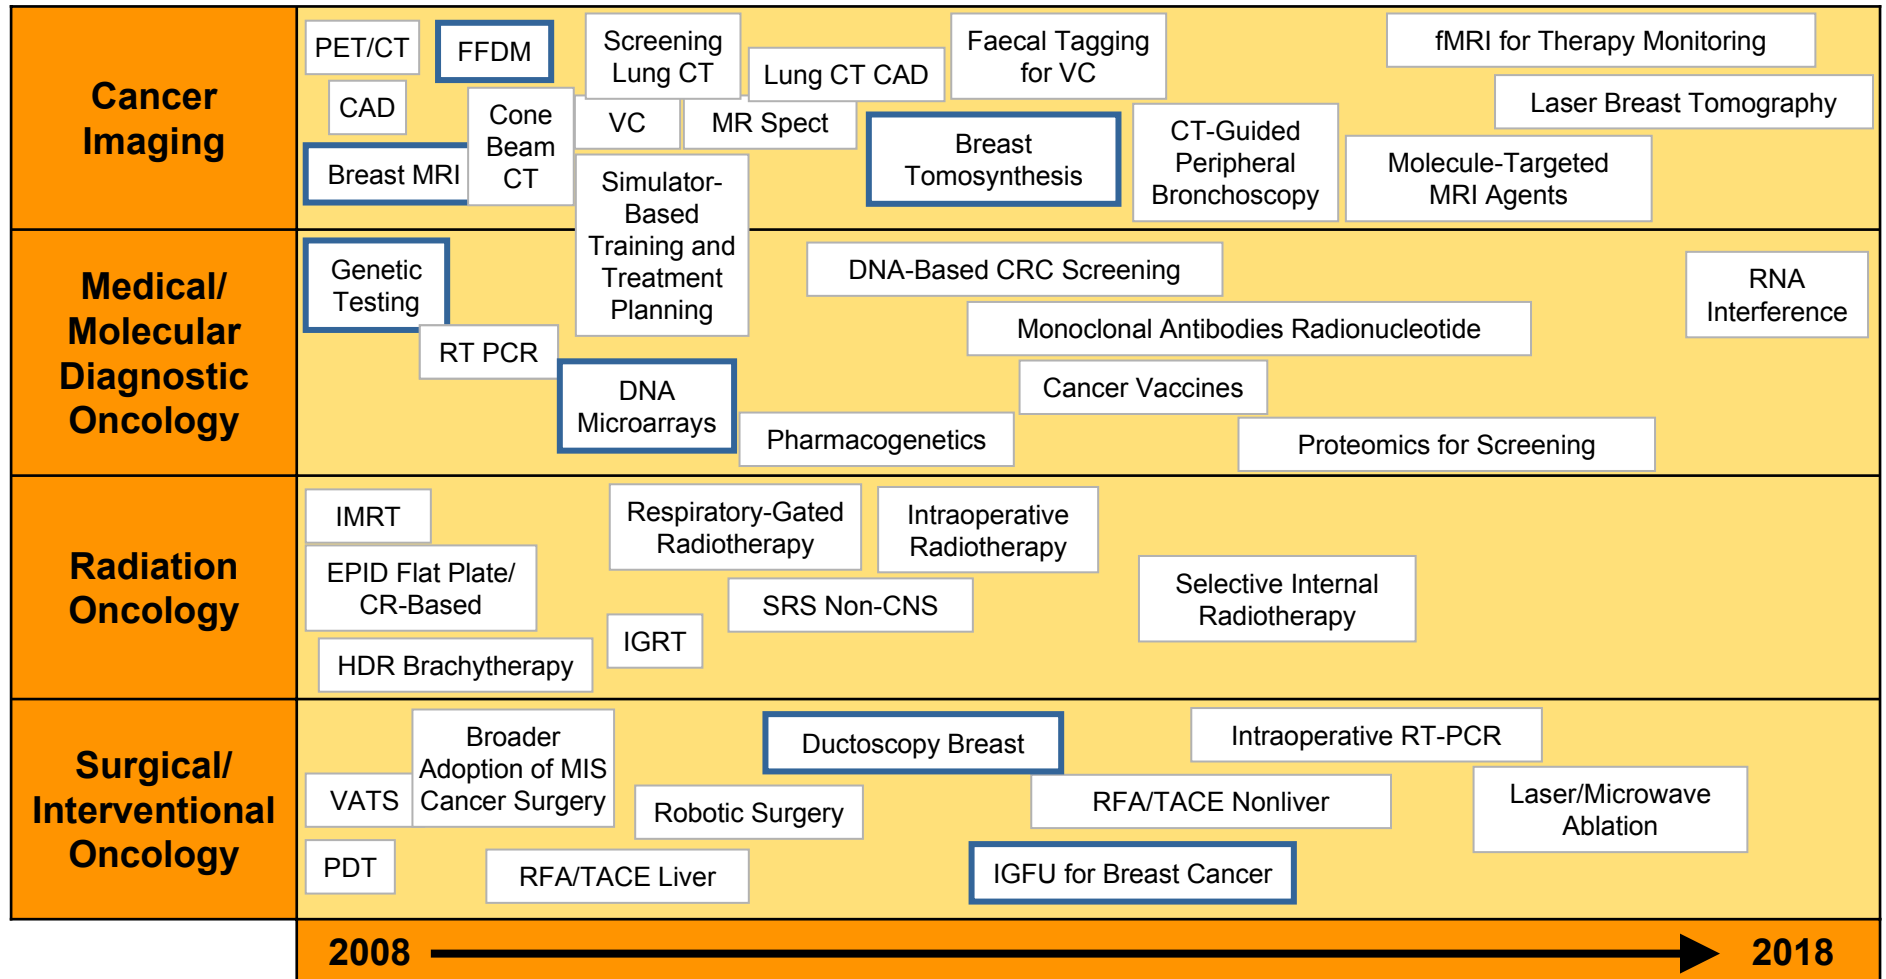 Cancer
Imaging
PET/CT
FFDM
Screening
Lung CT
Lung CT CAD
Faecal Tagging
for VC
fMRI for Therapy Monitoring
CAD
Cone
Beam
CT
VC
MR Spect
Breast
Tomosynthesis
CT-Guided
Peripheral
Bronchoscopy
Laser Breast Tomography
Breast MRI
Simulator-
Based
Training and
Treatment
Planning
Molecule-Targeted
MRI Agents
Medical/
Molecular
Diagnostic
Oncology
Genetic
Testing
RT PCR
DNA
Microarrays
Pharmacogenetics
DNA-Based CRC Screening
Monoclonal Antibodies Radionucleotide
Cancer Vaccines
Proteomics for Screening
RNA
Interference
Radiation
Oncology
IMRT
EPID Flat Plate/
CR-Based
HDR Brachytherapy
Respiratory-Gated
Radiotherapy
IGRT
Intraoperative
Radiotherapy
SRS Non-CNS
Selective Internal
Radiotherapy
Surgical/
Interventional
Oncology
VATS
Broader
Adoption of MIS
Cancer Surgery
PDT
RFA/TACE Liver
Robotic Surgery
Ductoscopy Breast
IGFU for Breast Cancer
RFA/TACE Nonliver
Intraoperative RT-PCR
Laser/Microwave
Ablation
2008
2018